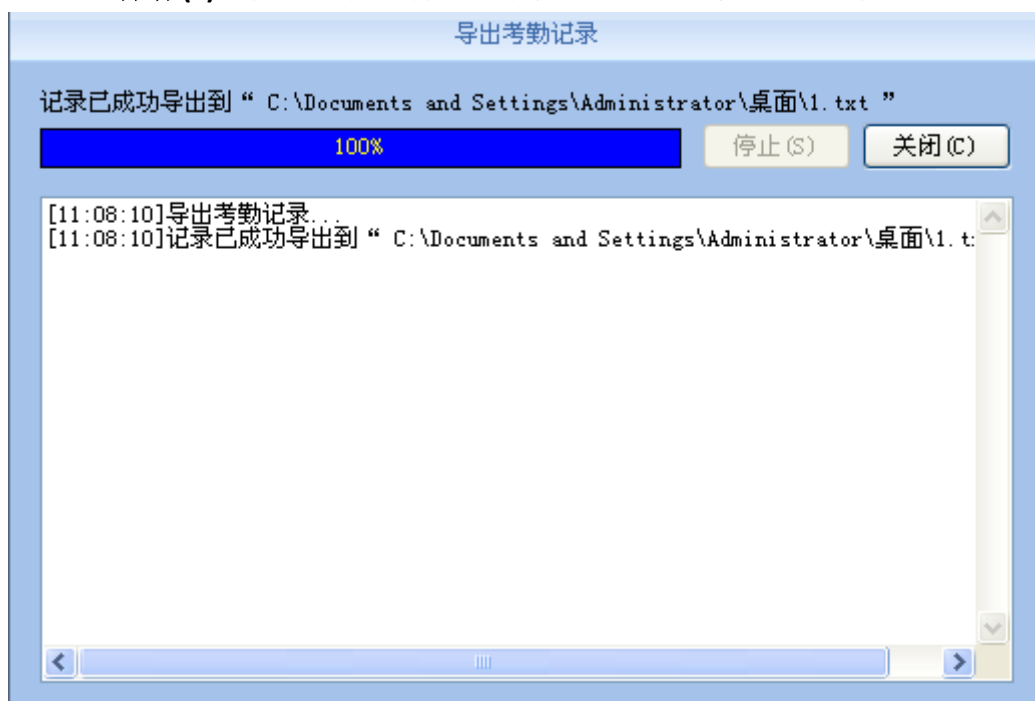 导出考勤记录
记录已成功导出到“ C:\Documents and Settings\Administrator\桌面\1.txt ”
100%
停止(S)
关闭(C)
[11:08:10]导出考勤记录...
[11:08:10]记录已成功导出到“ C:\Documents and Settings\Administrator\桌面\1.t